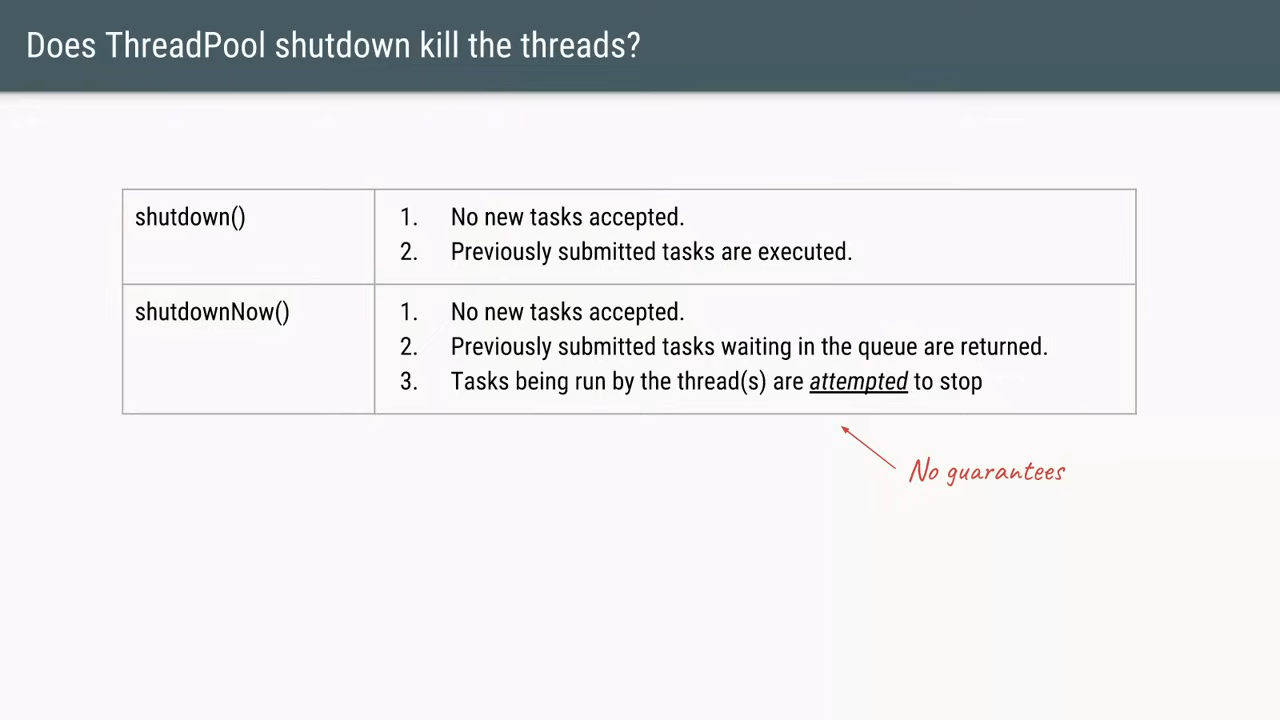 Does ThreadPool shutdown kill the threads?
shutdown()
1. No new tasks accepted.
2. Previously submitted tasks are executed.
shutdownNow()
1. No new tasks accepted.
2. Previously submitted tasks waiting in the queue are returned.
3. Tasks being run by the thread(s) are attempted to stop
No guarantees